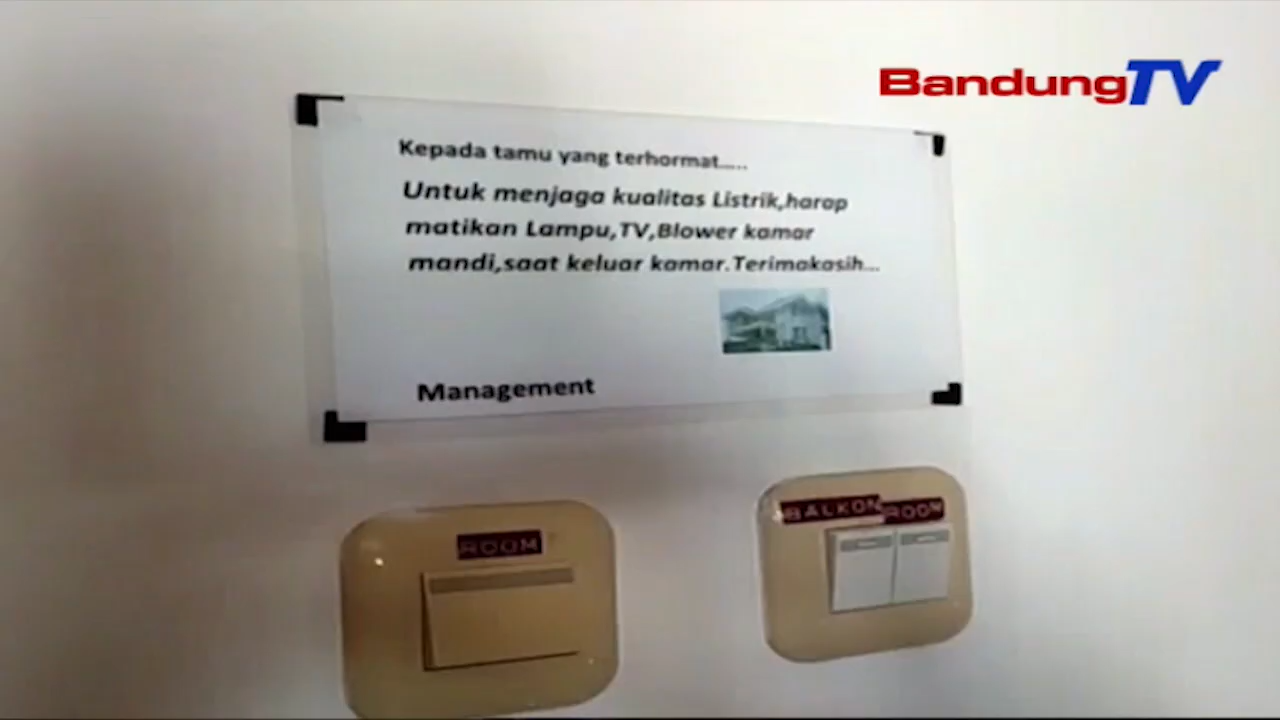 BandungTV
Kepada tamu yang terhormat.....
Untuk menjaga kualitas Listrik,harap
matikan Lampu,TV,Blower kamar
mandi,saat keluar kamar.Terimakasih...
Management
ROOM
BALKON ROOM